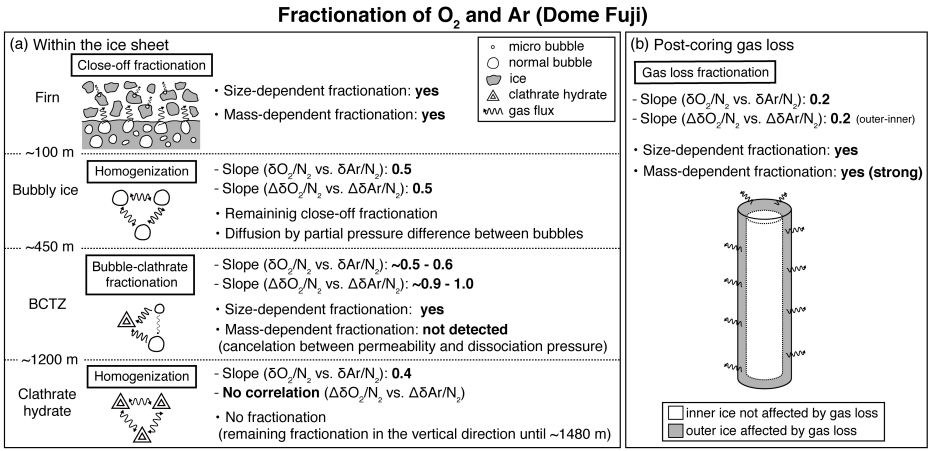 Fractionation of O₂ and Ar (Dome Fuji)
(a) Within the ice sheet
Close-off fractionation
Firn
- Size-dependent fractionation: yes
- Mass-dependent fractionation: yes
micro bubble
normal bubble
ice
clathrate hydrate
gas flux
~100 m
Bubbly ice
Homogenization
- Slope (δO₂/N₂ vs. δAr/N₂): 0.5
- Slope (ΔδO₂/N₂ vs. ΔδAr/N₂): 0.5
・Remaininig close-off fractionation
・Diffusion by partial pressure difference between bubbles
~450 m
BCTZ
Bubble-clathrate
fractionation
- Slope (δO₂/N₂ vs. δAr/N₂): ~0.5 - 0.6
- Slope (ΔδO₂/N₂ vs. ΔδAr/N₂): ~0.9 - 1.0
・Size-dependent fractionation: yes
・Mass-dependent fractionation: not detected
(cancelation between permeability and dissociation pressure)
~1200 m
Clathrate
hydrate
Homogenization
- Slope (δO₂/N₂ vs. δAr/N₂): 0.4
- No correlation (ΔδO₂/N₂ vs. ΔδAr/N₂)
・No fractionation
(remaining fractionation in the vertical direction until ~1480 m)
(b) Post-coring gas loss
Gas loss fractionation
- Slope (δO₂/N₂ vs. δAr/N₂): 0.2
- Slope (ΔδO₂/N₂ vs. ΔδAr/N₂): 0.2 (outer-inner)
・Size-dependent fractionation: yes
・Mass-dependent fractionation: yes (strong)
inner ice not affected by gas loss
outer ice affected by gas loss